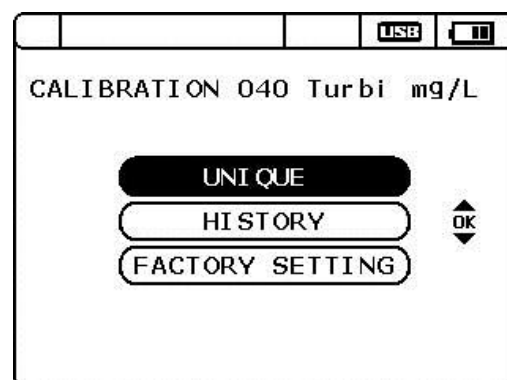 USB
CALIBRATION 040 Turbi mg/L
UNIQUE
HISTORY
OK
FACTORY SETTING